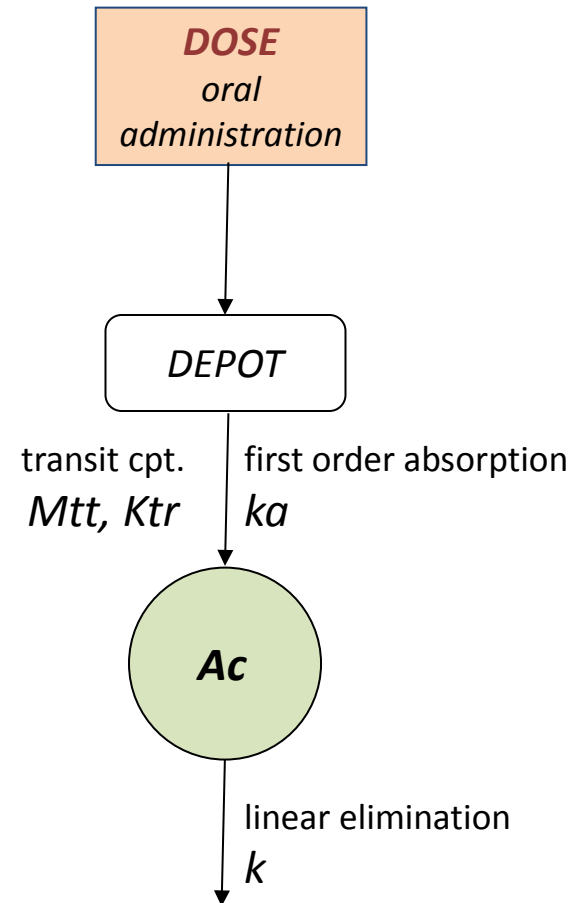 DOSE
oral
administration
DEPOT
transit cpt.
Mtt, Ktr
first order absorption
ka
Ac
linear elimination
k